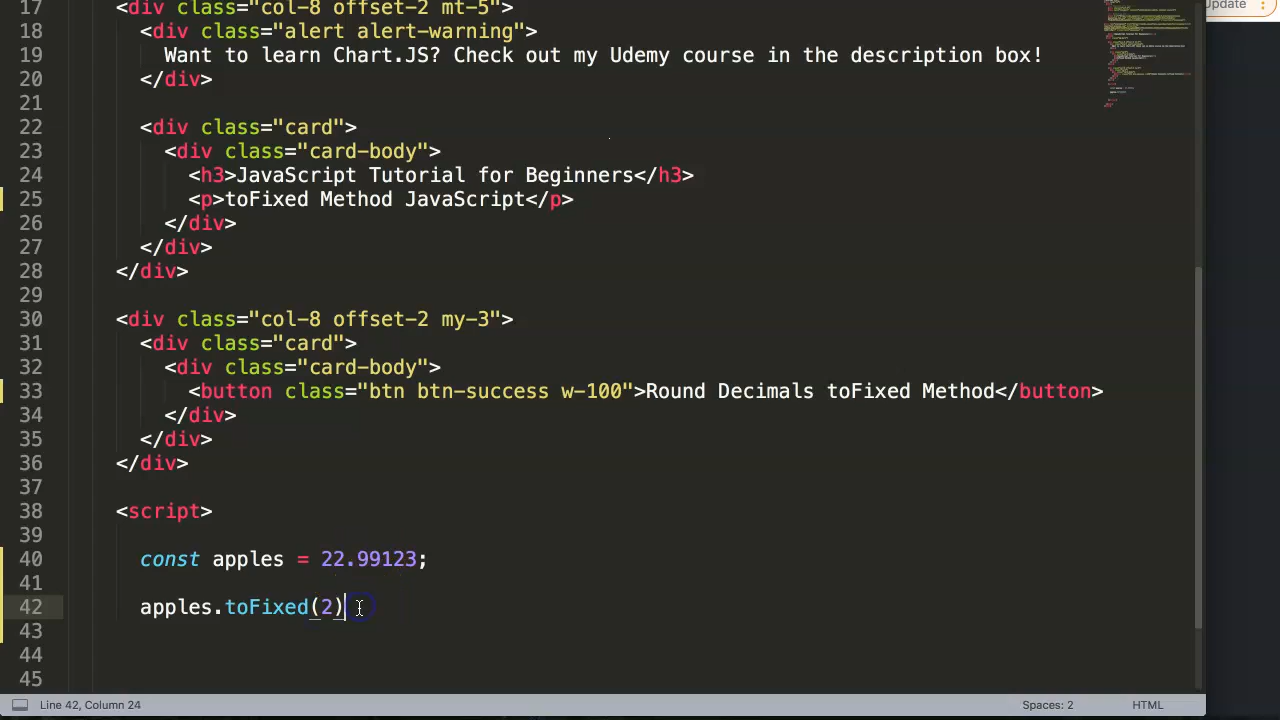 Update
17 <div class="col-8 offset-2 mt-5">
18 <div class="alert alert-warning">
19 Want to learn Chart.JS? Check out my Udemy course in the description box!
20 </div>
21
22 <div class="card">
23 <div class="card-body">
24 <h3>JavaScript Tutorial for Beginners</h3>
25 <p>toFixed Method JavaScript</p>
26 </div>
27 </div>
28 </div>
29
30 <div class="col-8 offset-2 my-3">
31 <div class="card">
32 <div class="card-body">
33 <button class="btn btn-success w-100">Round Decimals toFixed Method</button>
34 </div>
35 </div>
36 </div>
37
38 <script>
39
40 const apples = 22.99123;
41
42 apples.toFixed(2)
43
44
45
Line 42, Column 24 Spaces: 2 HTML